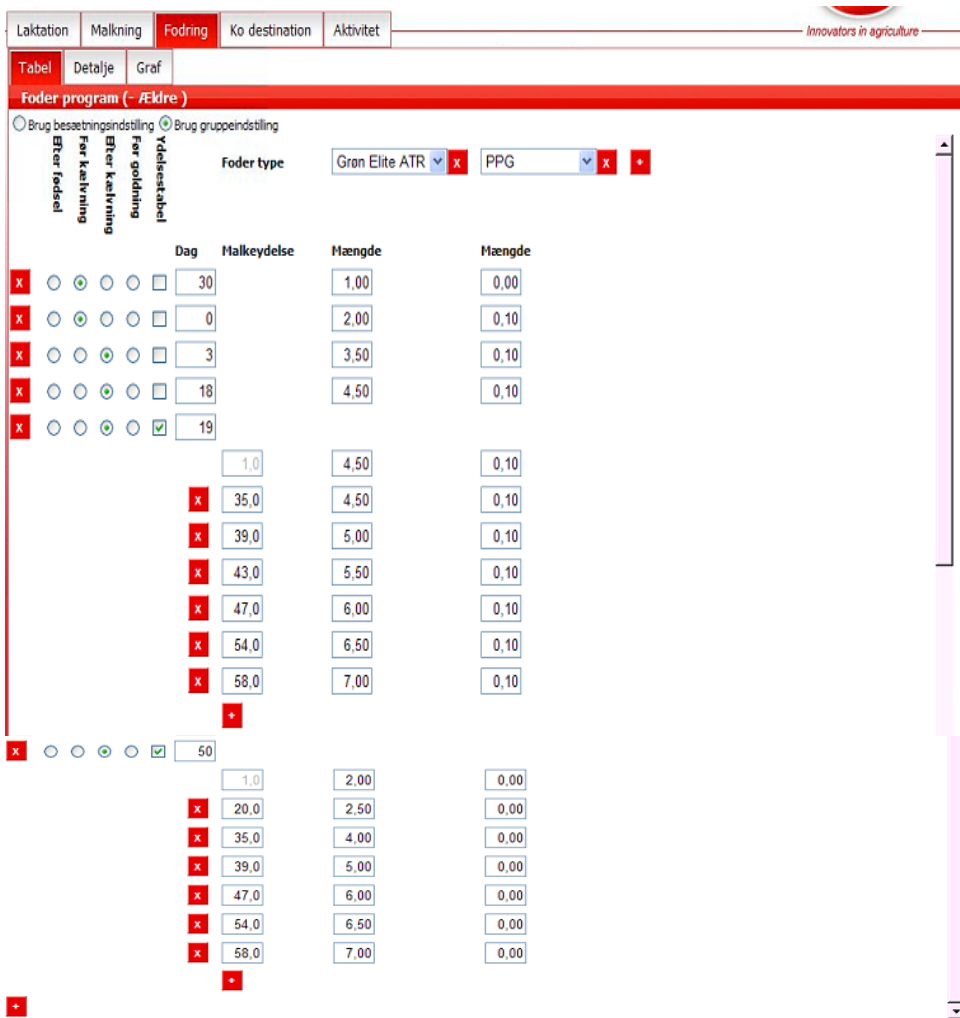 Laktation Malkning Fodring Ko destination Aktivitet Innovators in agriculture
Tabel Detalje Graf
Foder program (- Ældre )
Brug besætningsindstilling Brug gruppeindstilling
Efter fødsel
Før kælvning
Efter kælvning
Før goldning
Ydelsestabel
Foder type Grøn Elite ATR x PPG x +
Dag Malkeydelse Mængde Mængde
x 30 1,00 0,00
x 0 2,00 0,10
x 3 3,50 0,10
x 18 4,50 0,10
x 19
1,0 4,50 0,10
x 35,0 4,50 0,10
x 39,0 5,00 0,10
x 43,0 5,50 0,10
x 47,0 6,00 0,10
x 54,0 6,50 0,10
x 58,0 7,00 0,10
+
x 50
1,0 2,00 0,00
x 20,0 2,50 0,00
x 35,0 4,00 0,00
x 39,0 5,00 0,00
x 47,0 6,00 0,00
x 54,0 6,50 0,00
x 58,0 7,00 0,00
+
+